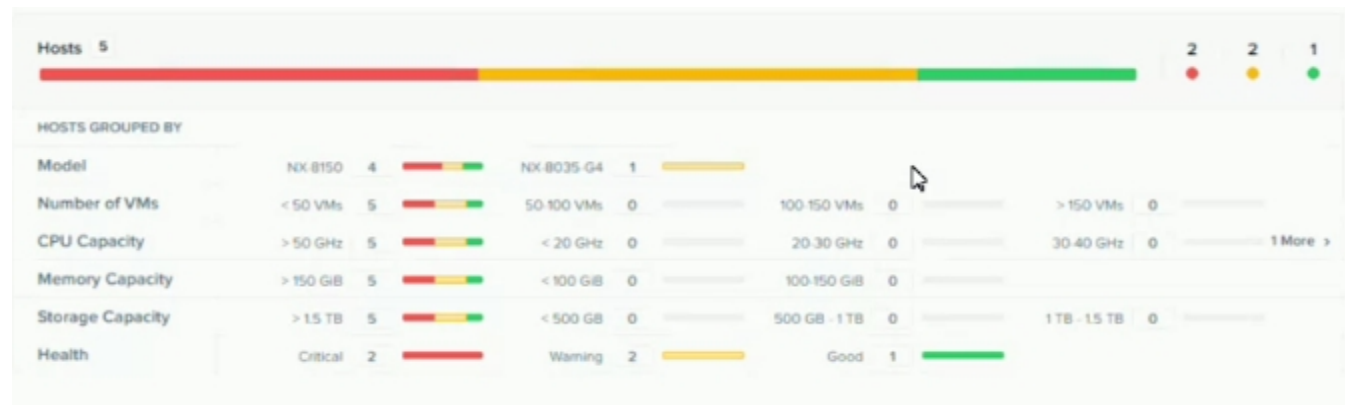 Hosts 5
2 2 1
HOSTS GROUPED BY
Model NX-8150 4 NX-8035-G4 1
Number of VMs < 50 VMs 5 50-100 VMs 0 100-150 VMs 0 > 150 VMs 0
CPU Capacity > 50 GHz 5 < 20 GHz 0 20-30 GHz 0 30-40 GHz 0 1 More >
Memory Capacity > 150 GiB 5 < 100 GiB 0 100-150 GiB 0
Storage Capacity > 1.5 TB 5 < 500 GB 0 500 GB - 1 TB 0 1 TB - 1.5 TB 0
Health Critical 2 Warning 2 Good 1